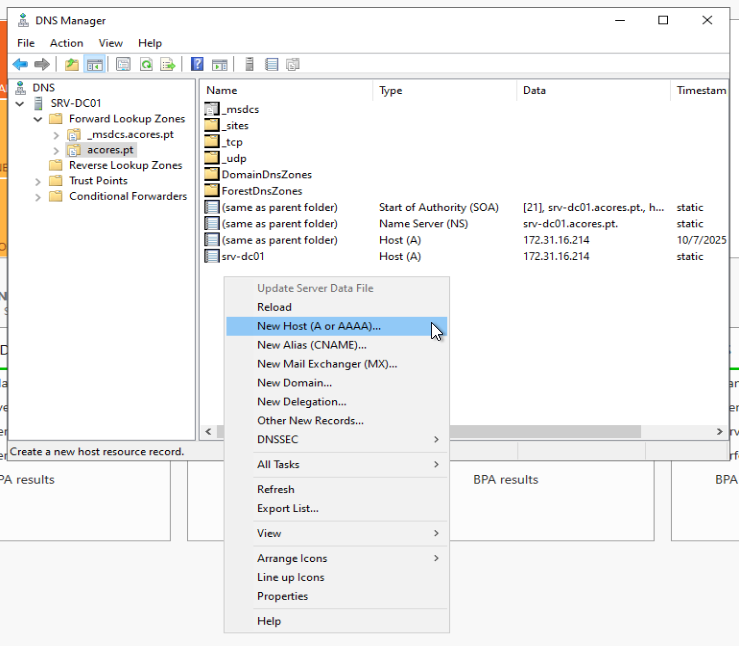 DNS Manager
File Action View Help
DNS
SRV-DC01
Forward Lookup Zones
_msdcs.acores.pt
acores.pt
Reverse Lookup Zones
Trust Points
Conditional Forwarders
Name Type Data Timestam
_msdcs
_sites
_tcp
_udp
DomainDnsZones
ForestDnsZones
(same as parent folder) Start of Authority (SOA) [21], srv-dc01.acores.pt., h... static
(same as parent folder) Name Server (NS) srv-dc01.acores.pt. static
(same as parent folder) Host (A) 172.31.16.214 10/7/2025
srv-dc01 Host (A) 172.31.16.214 static
Update Server Data File
Reload
New Host (A or AAAA)...
New Alias (CNAME)...
New Mail Exchanger (MX)...
New Domain...
New Delegation...
Other New Records...
DNSSEC
All Tasks
Refresh
Export List...
View
Arrange Icons
Line up Icons
Properties
Help
Create a new host resource record.
PA results
BPA results
BPA